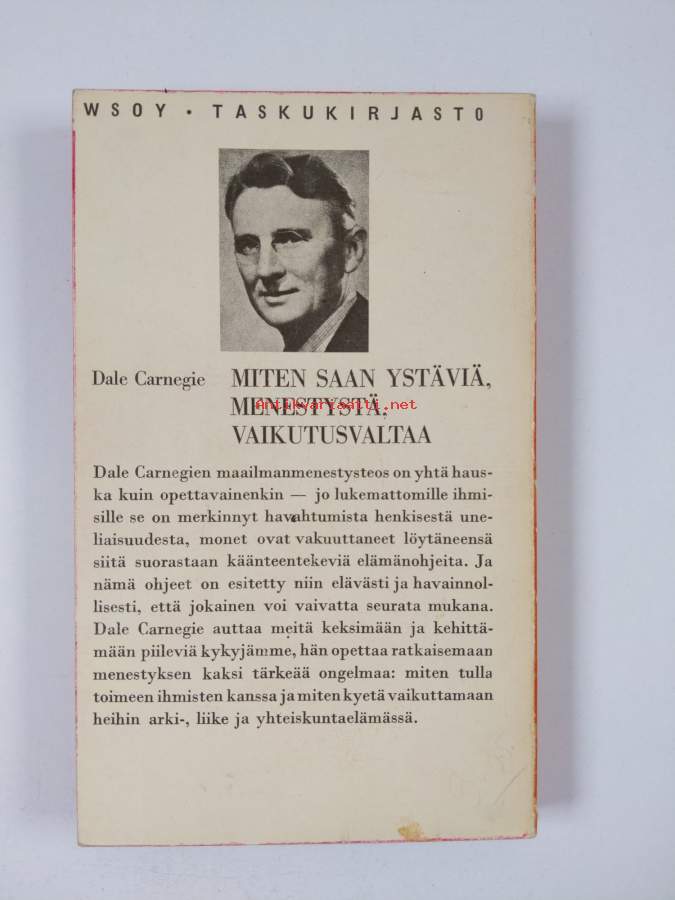 WSOY • TASKUKIRJASTO
Dale Carnegie MITEN SAAN YSTÄVIÄ,
MENESTYSTÄ,
Antikvariaatti.net
VAIKUTUSVALTAA
Dale Carnegien maailmanmenestysteos on yhtä haus-
ka kuin opettavainenkin — jo lukemattomille ihmi-
sille se on merkinnyt havahtumista henkisestä une-
liaisuudesta, monet ovat vakuuttaneet löytäneensä
siitä suorastaan käänteentekeviä elämänohjeita. Ja
nämä ohjeet on esitetty niin elävästi ja havainnol-
lisesti, että jokainen voi vaivatta seurata mukana.
Dale Carnegie auttaa meitä keksimään ja kehittä-
mään piileviä kykyjämme, hän opettaa ratkaisemaan
menestyksen kaksi tärkeää ongelmaa: miten tulla
toimeen ihmisten kanssa ja miten kyetä vaikuttamaan
heihin arki-, liike ja yhteiskuntaelämässä.